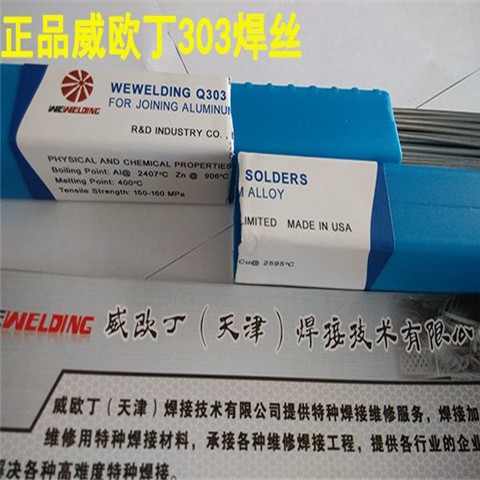 正品威欧丁303焊丝
WEWELDING
WEWELDING Q303
FOR JOINING ALUMINU
R&D INDUSTRY CO.,
PHYSICAL AND CHEMICAL PROPERTIES
Boiling Point: Al@ 2407℃ Zn @ 906℃
Melting Point: 400℃
Tensile Strength: 150-160 MPa
SOLDERS
M ALLOY
LIMITED MADE IN USA
Cu@ 2595℃
WEWELDING 威欧丁（天津）焊接技术有限公
威欧丁（天津）焊接技术有限公司提供特种焊接维修服务，焊接加
维修用特种焊接材料，承接各种维修焊接工程，提供各行业的企业
解决各种高难度特种焊接。